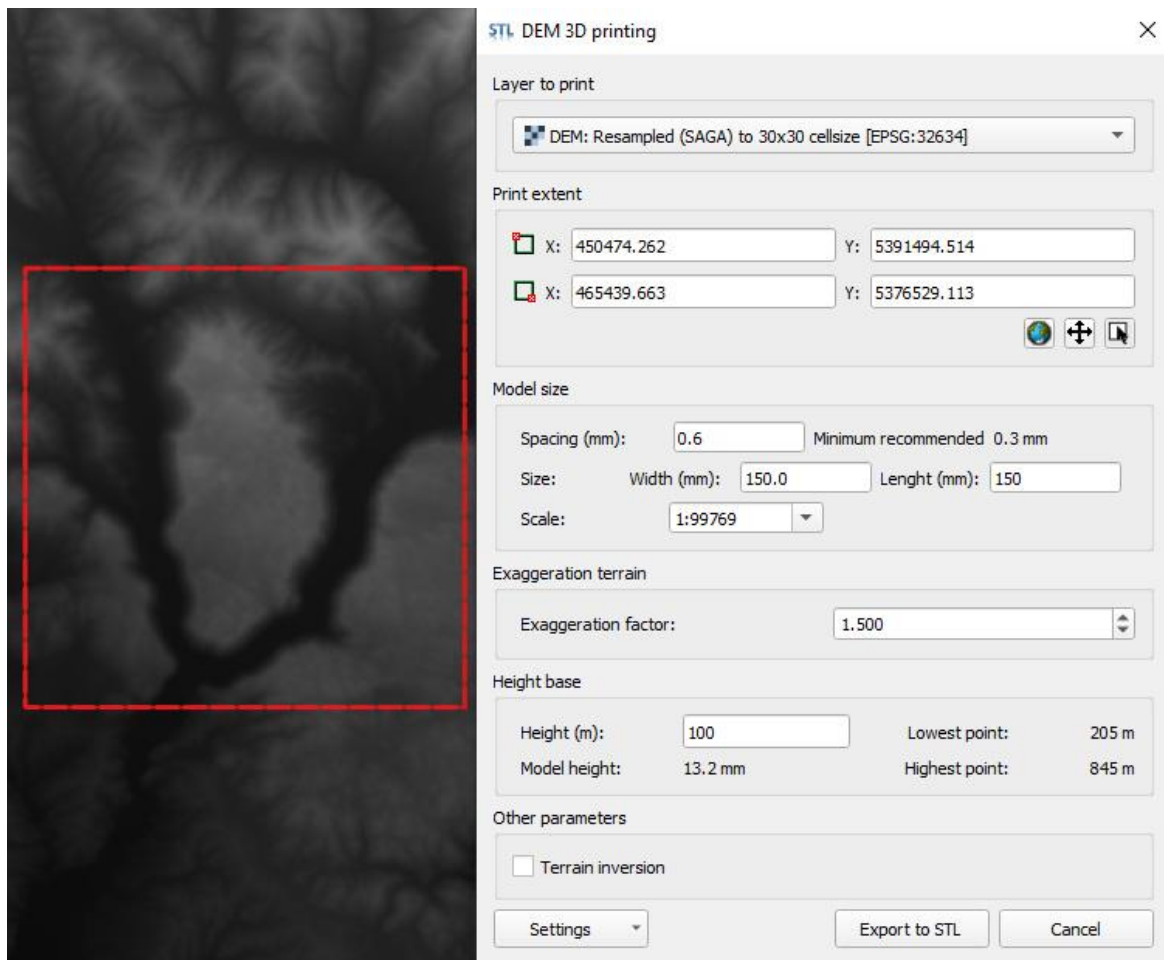 STL DEM 3D printing
Layer to print
DEM: Resampled (SAGA) to 30x30 cellsize [EPSG:32634]
Print extent
X: 450474.262 Y: 5391494.514
X: 465439.663 Y: 5376529.113
Model size
Spacing (mm): 0.6 Minimum recommended 0.3 mm
Size: Width (mm): 150.0 Lenght (mm): 150
Scale: 1:99769
Exaggeration terrain
Exaggeration factor: 1.500
Height base
Height (m): 100 Lowest point: 205 m
Model height: 13.2 mm Highest point: 845 m
Other parameters
Terrain inversion
Settings Export to STL Cancel